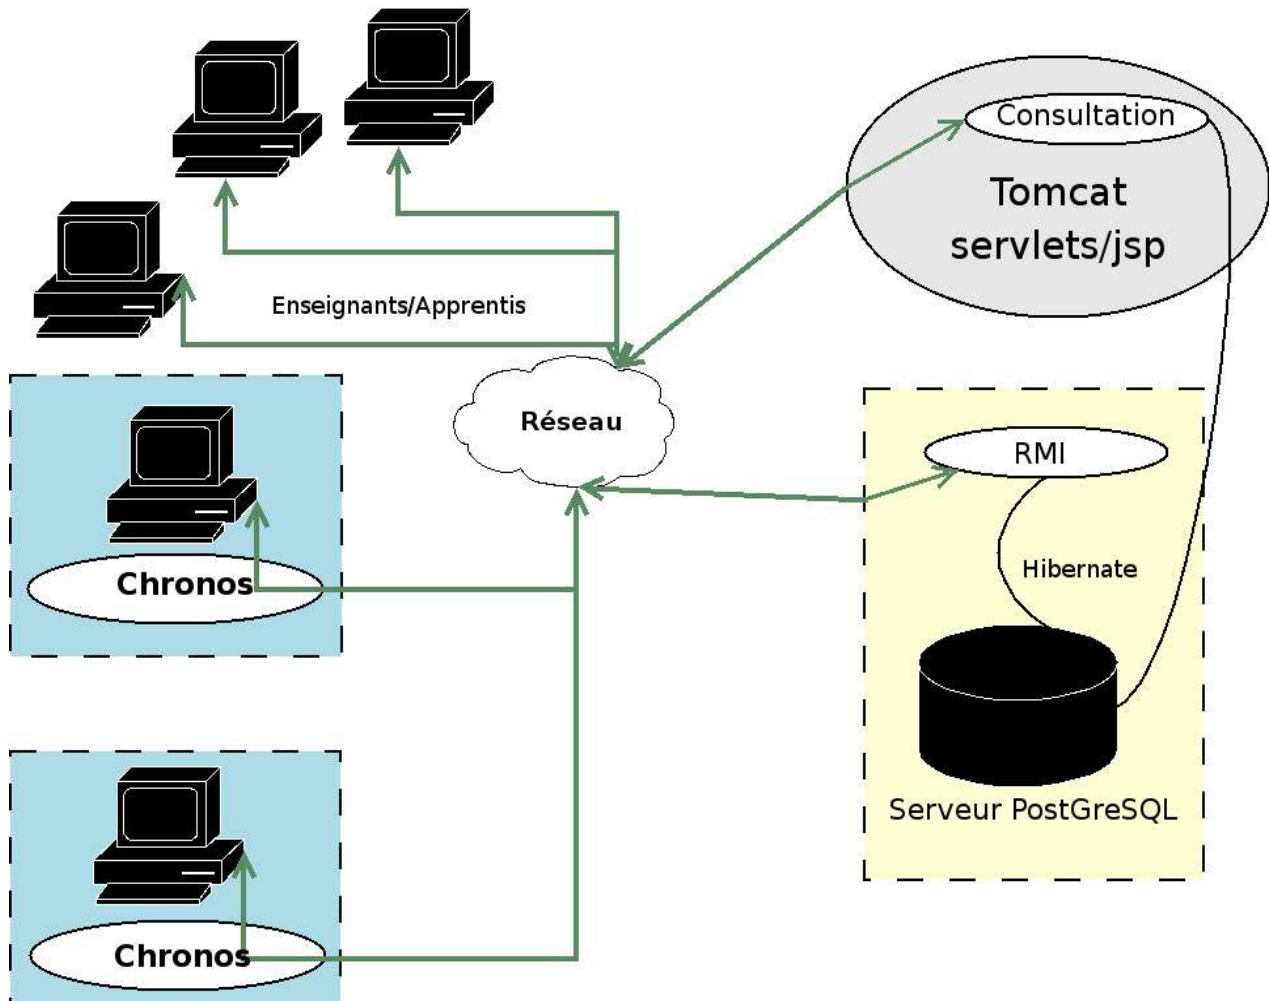 Consultation
Tomcat
servlets/jsp
Enseignants/Apprentis
Réseau
RMI
Hibernate
Chronos
Serveur PostGreSQL
Chronos